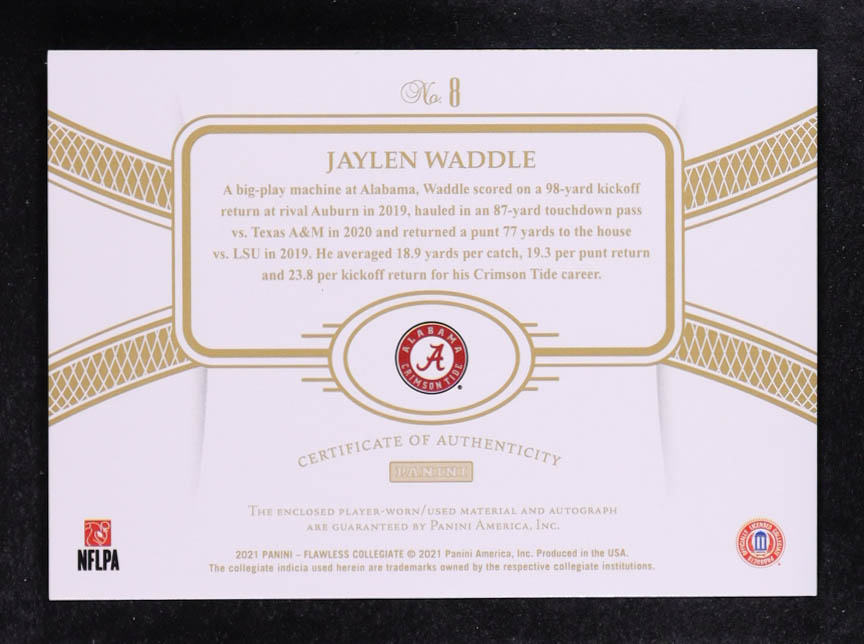 No. 8
JAYLEN WADDLE
A big-play machine at Alabama, Waddle scored on a 98-yard kickoff
return at rival Auburn in 2019, hauled in an 87-yard touchdown pass
vs. Texas A&M in 2020 and returned a punt 77 yards to the house
vs. LSU in 2019. He averaged 18.9 yards per catch, 19.3 per punt return
and 23.8 per kickoff return for his Crimson Tide career.
ALABAMA
A
CRIMSON TIDE
CERTIFICATE OF AUTHENTICITY
PANINI
THE ENCLOSED PLAYER-WORN/USED MATERIAL AND AUTOGRAPH
ARE GUARANTEED BY PANINI AMERICA, INC.
NFLPA
OFFICIALLY LICENSED COLLEGIATE PRODUCTS
2021 PANINI – FLAWLESS COLLEGIATE © 2021 Panini America, Inc. Produced in the USA.
The collegiate indicia used herein are trademarks owned by the respective collegiate institutions.